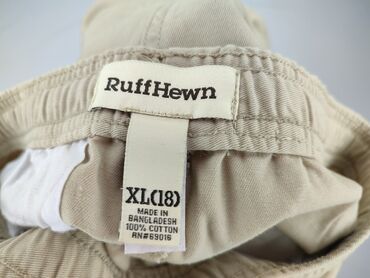 RuffHewn
XL(18)
MADE IN
BANGLADESH
100% COTTON
RN#69016